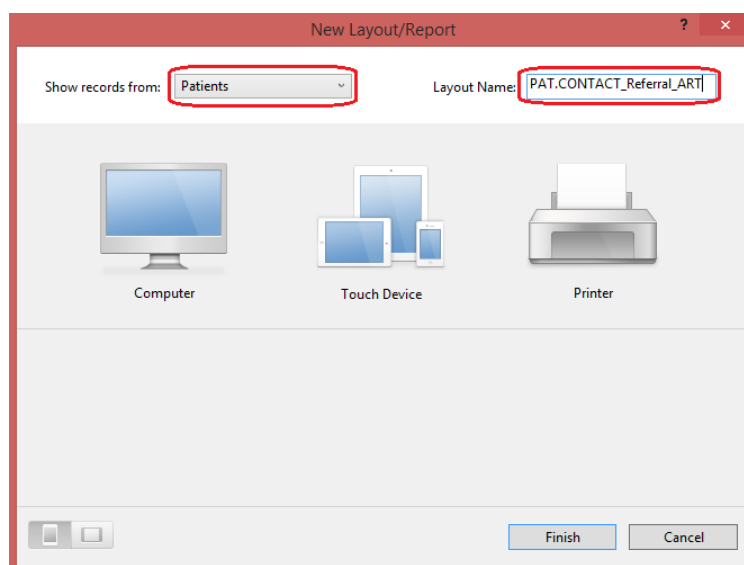 New Layout/Report
? ×
Show records from: Patients Layout Name: PAT.CONTACT_Referral_ART
Computer Touch Device Printer
Finish Cancel